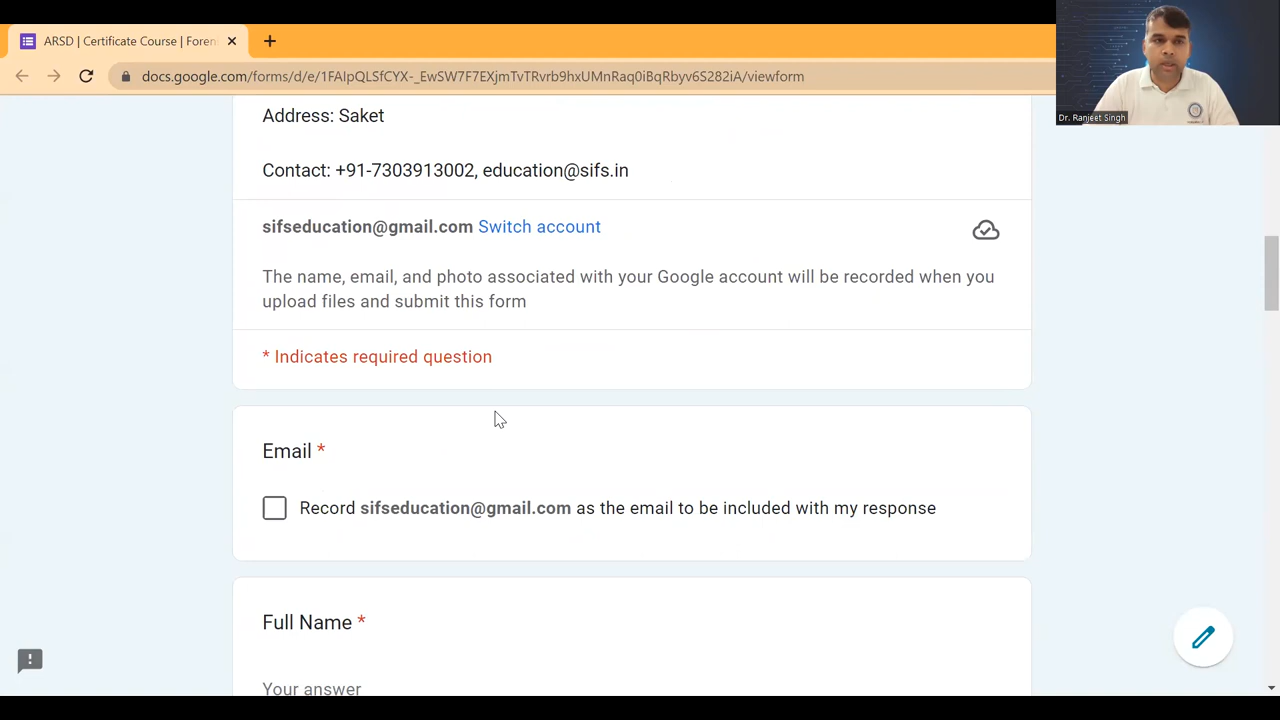 ARSD | Certificate Course | Foren
docs.google.com/forms/d/e/1FAIpQLSfCYX-_EwSW7F7EXjmTvTRvrb9hxUMnRaq0iBqRbyv6S282iA/viewform
Dr. Ranjeet Singh
Address: Saket
Contact: +91-7303913002, education@sifs.in
sifseducation@gmail.com Switch account
The name, email, and photo associated with your Google account will be recorded when you
upload files and submit this form
* Indicates required question
Email *
Record sifseducation@gmail.com as the email to be included with my response
Full Name *
Your answer